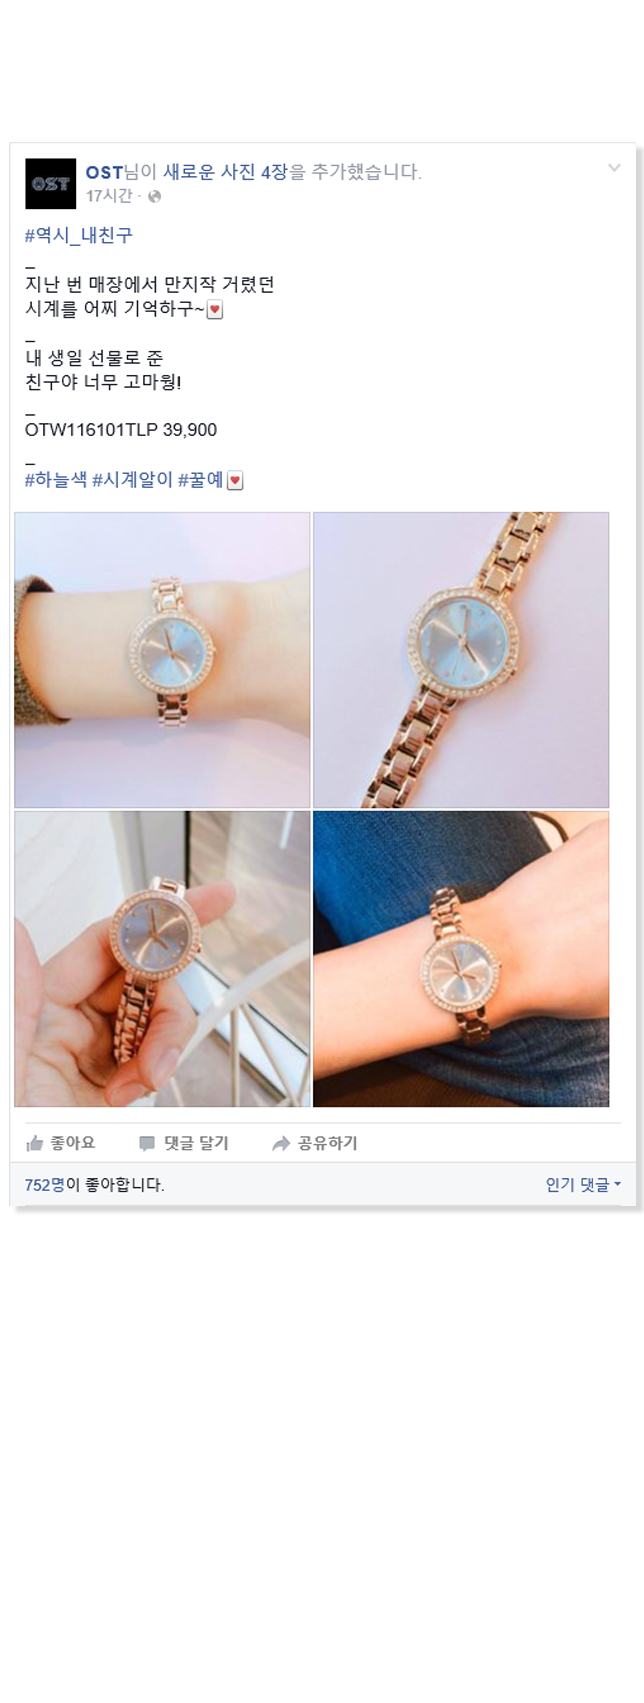 OST
OST님이 새로운 사진 4장을 추가했습니다.
17시간 ·
#역시_내친구
_
지난 번 매장에서 만지작 거렸던
시계를 어찌 기억하구~💌
_
내 생일 선물로 준
친구야 너무 고마웡!
_
OTW116101TLP 39,900
_
#하늘색 #시계알이 #꿀예💌
좋아요 댓글 달기 공유하기
752명이 좋아합니다. 인기 댓글